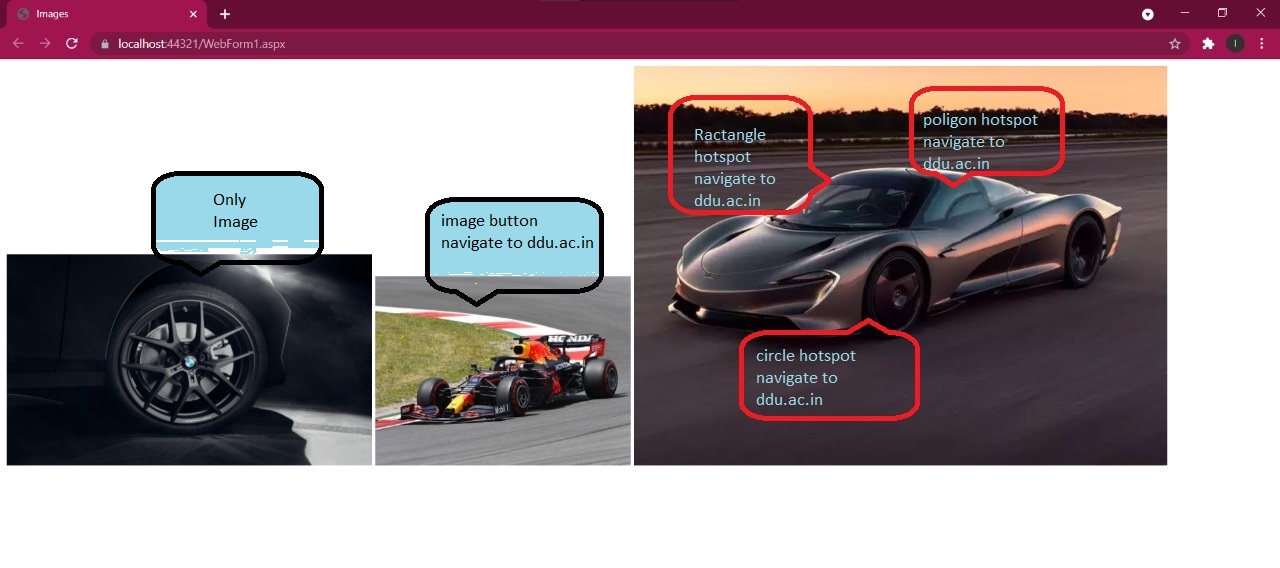 Images
localhost:44321/WebForm1.aspx
I
Only
Image
image button
navigate to ddu.ac.in
Ractangle
hotspot
navigate to
ddu.ac.in
poligon hotspot
navigate to
ddu.ac.in
circle hotspot
navigate to
ddu.ac.in
HONDA